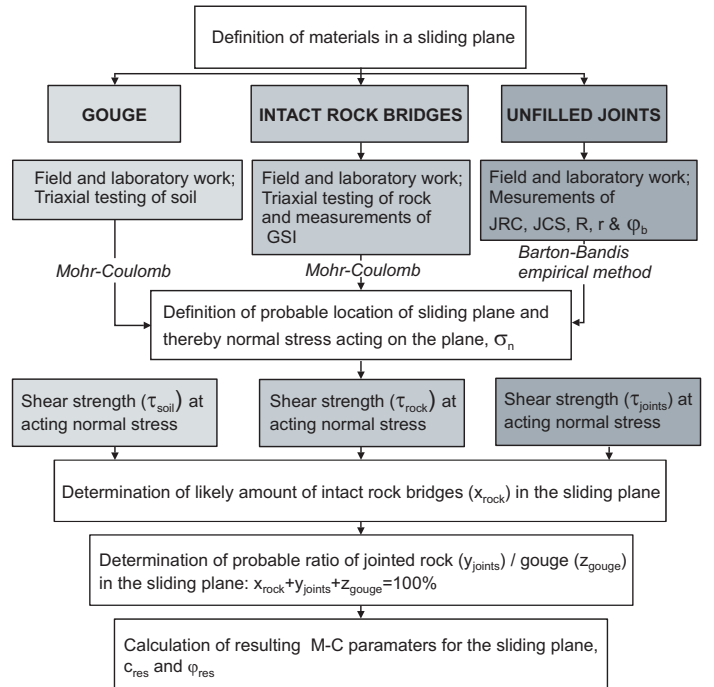 Definition of materials in a sliding plane
GOUGE
INTACT ROCK BRIDGES
UNFILLED JOINTS
Field and laboratory work;
Triaxial testing of soil
Field and laboratory work;
Triaxial testing of rock
and measurements of
GSI
Field and laboratory work;
Mesurements of
JRC, JCS, R, r & φb
Mohr-Coulomb
Mohr-Coulomb
Barton-Bandis
empirical method
Definition of probable location of sliding plane and
thereby normal stress acting on the plane, σn
Shear strength (τsoil) at
acting normal stress
Shear strength (τrock) at
acting normal stress
Shear strength (τjoints) at
acting normal stress
Determination of likely amount of intact rock bridges (xrock) in the sliding plane
Determination of probable ratio of jointed rock (yjoints) / gouge (zgouge)
in the sliding plane: xrock+yjoints+zgouge=100%
Calculation of resulting M-C paramaters for the sliding plane,
cres and φres